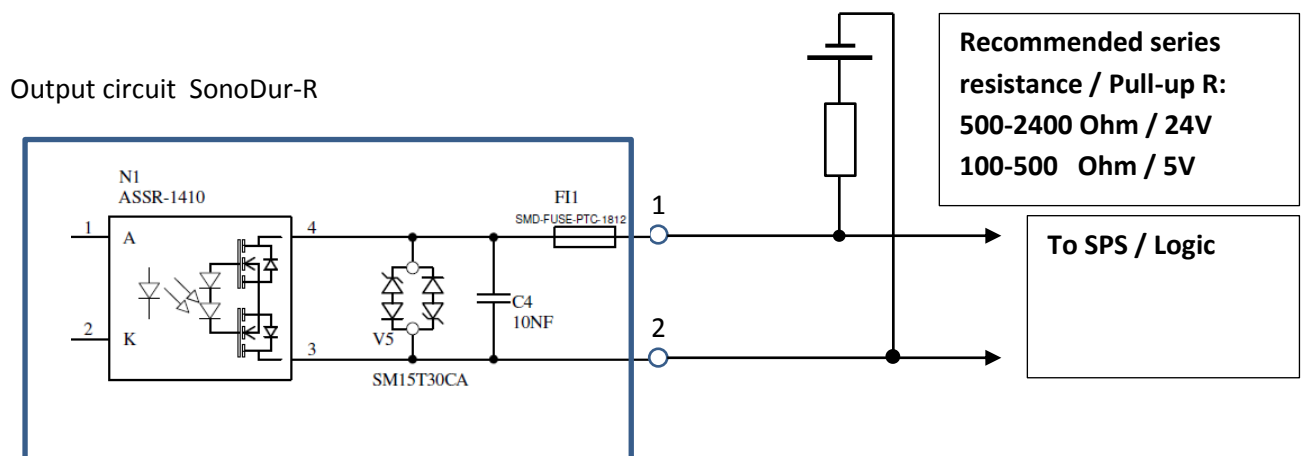 Output circuit SonoDur-R
N1
ASSR-1410
1
A
2
K
4
3
V5
SM15T30CA
C4
10NF
FI1
SMD-FUSE-PTC-1812
1
2
Recommended series
resistance / Pull-up R:
500-2400 Ohm / 24V
100-500 Ohm / 5V
To SPS / Logic